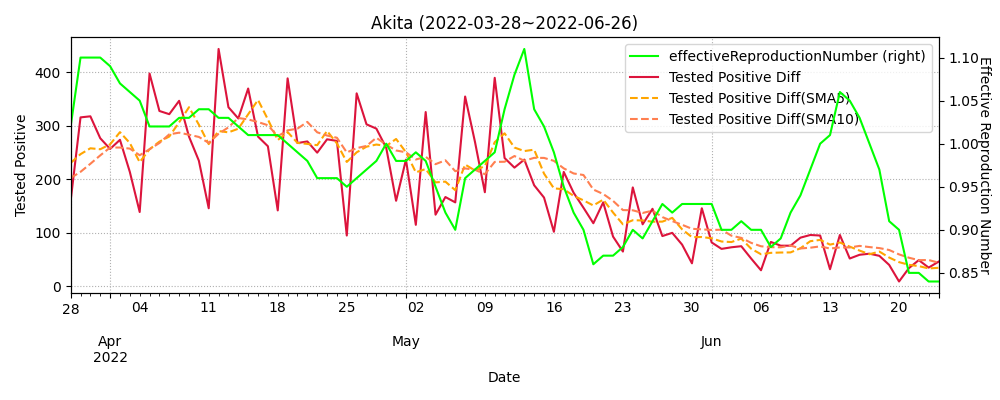 Akita (2022-03-28~2022-06-26)
effectiveReproductionNumber (right)
Tested Positive Diff
Tested Positive Diff(SMA5)
Tested Positive Diff(SMA10)
Tested Positive
400
300
200
100
0
1.10
1.05
1.00
0.95
0.90
0.85
Effective Reproduction Number
28 04 11 18 25 02 09 16 23 30 06 13 20
Apr May Jun
2022
Date